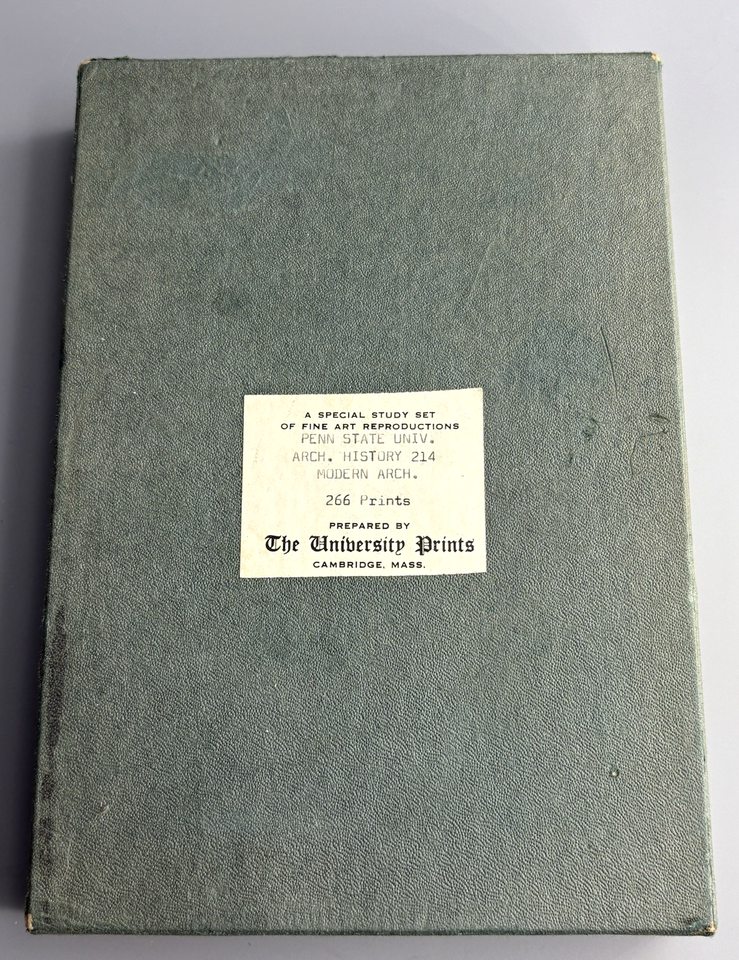 A SPECIAL STUDY SET
OF FINE ART REPRODUCTIONS
PENN STATE UNIV.
ARCH. HISTORY 214
MODERN ARCH.
266 Prints
PREPARED BY
The University Prints
CAMBRIDGE, MASS.